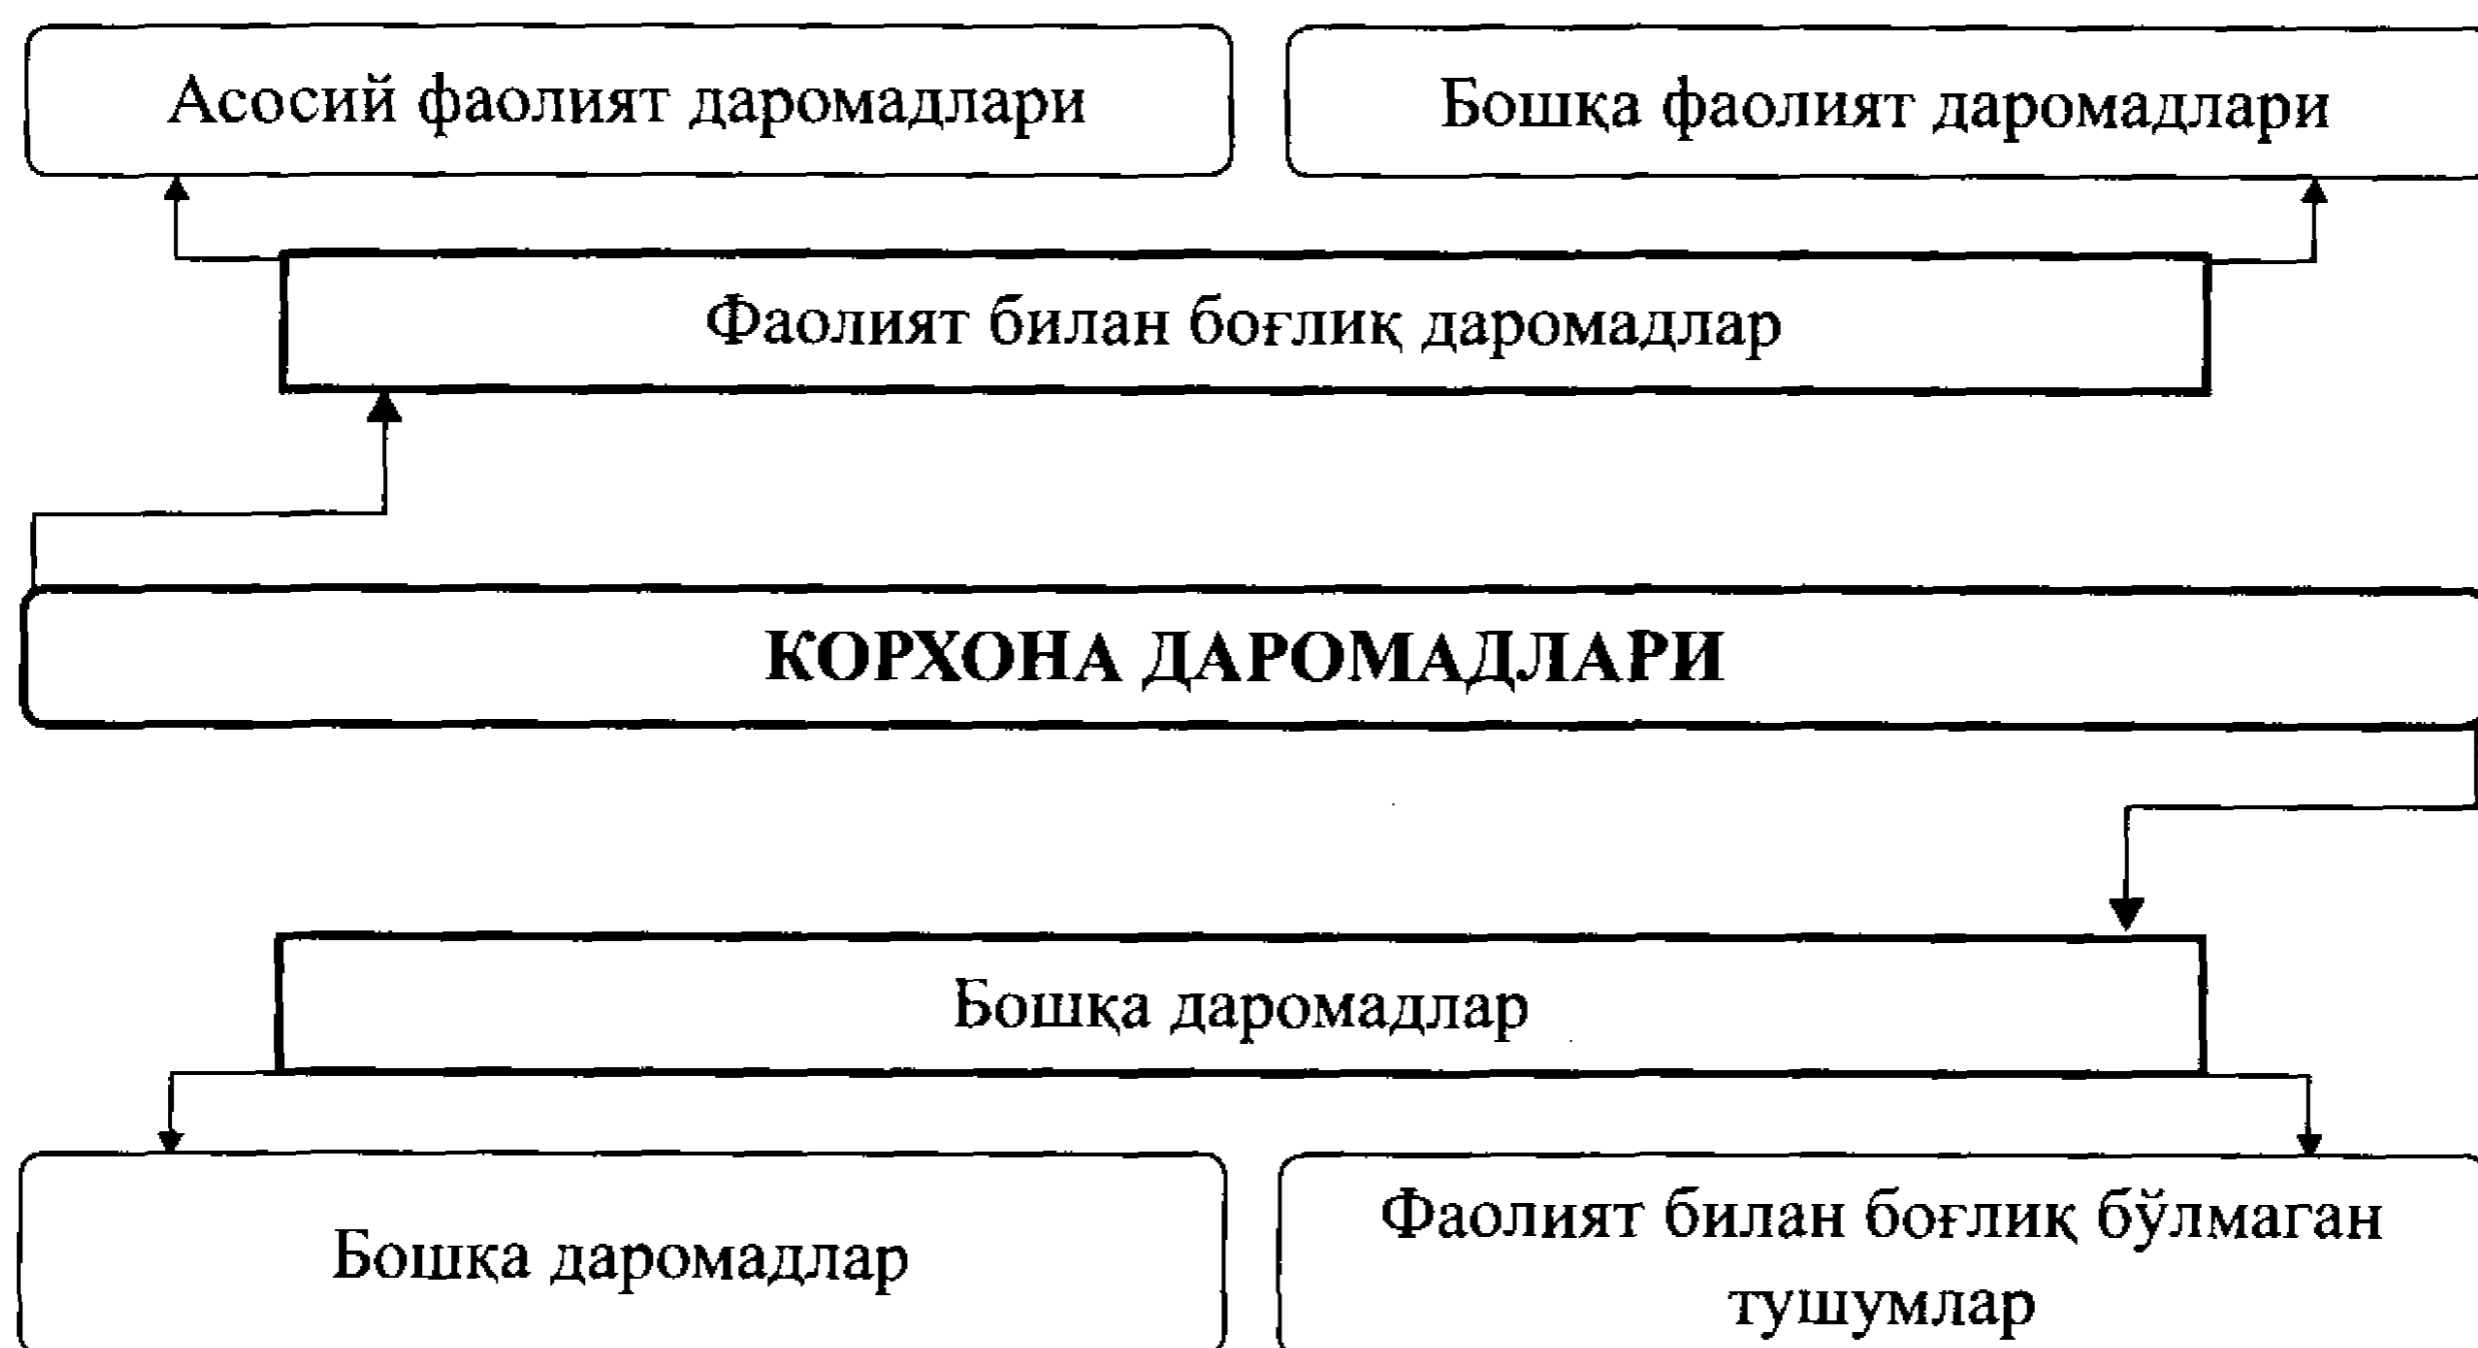 Асосий фаолият даромадлари
Бошқа фаолият даромадлари
Фаолият билан боғлиқ даромадлар
КОРХОНА ДАРОМАДЛАРИ
Бошқа даромадлар
Бошқа даромадлар
Фаолият билан боғлиқ бўлмаган
тушумлар